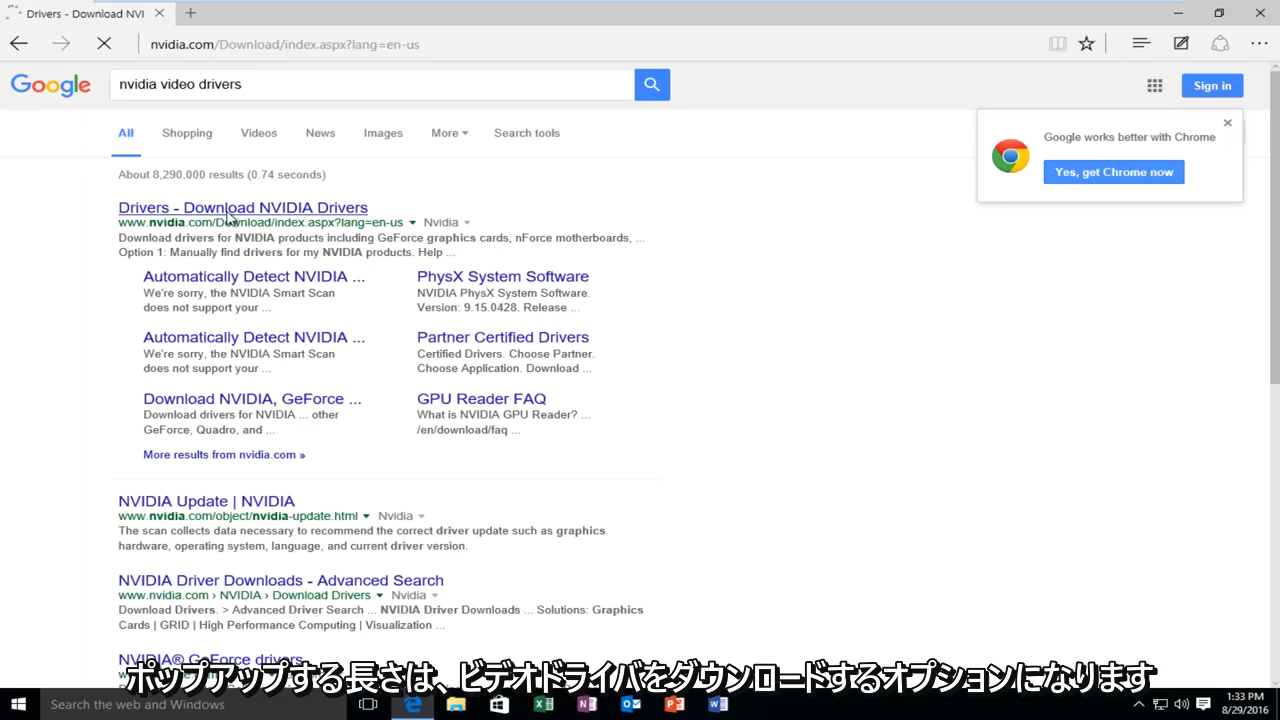 Drivers - Download NVI
nvidia.com/Download/index.aspx?lang=en-us
Google
nvidia video drivers
Sign in
All Shopping Videos News Images More Search tools
Google works better with Chrome
Yes, get Chrome now
About 8,290,000 results (0.74 seconds)
Drivers - Download NVIDIA Drivers
www.nvidia.com/Download/index.aspx?lang=en-us Nvidia
Download drivers for NVIDIA products including GeForce graphics cards, nForce motherboards, ...
Option 1: Manually find drivers for my NVIDIA products. Help ...
Automatically Detect NVIDIA ...
We're sorry, the NVIDIA Smart Scan
does not support your ...
PhysX System Software
NVIDIA PhysX System Software.
Version: 9.15.0428. Release ...
Automatically Detect NVIDIA ...
We're sorry, the NVIDIA Smart Scan
does not support your ...
Partner Certified Drivers
Certified Drivers. Choose Partner.
Choose Application. Download ...
Download NVIDIA, GeForce ...
Download drivers for NVIDIA ... other
GeForce, Quadro, and ...
GPU Reader FAQ
What is NVIDIA GPU Reader? ...
/en/download/faq ...
More results from nvidia.com »
NVIDIA Update | NVIDIA
www.nvidia.com/object/nvidia-update.html Nvidia
The scan collects data necessary to recommend the correct driver update such as graphics
hardware, operating system, language, and current driver version.
NVIDIA Driver Downloads - Advanced Search
www.nvidia.com › NVIDIA › Download Drivers Nvidia
Download Drivers. > Advanced Driver Search ... NVIDIA Driver Downloads ... Solutions: Graphics
Cards | GRID | High Performance Computing | Visualization ...
NVIDIA® GeForce drivers
ポップアップする長さは、ビデオドライバをダウンロードするオプションになります
Search the web and Windows
1:33 PM
8/29/2016